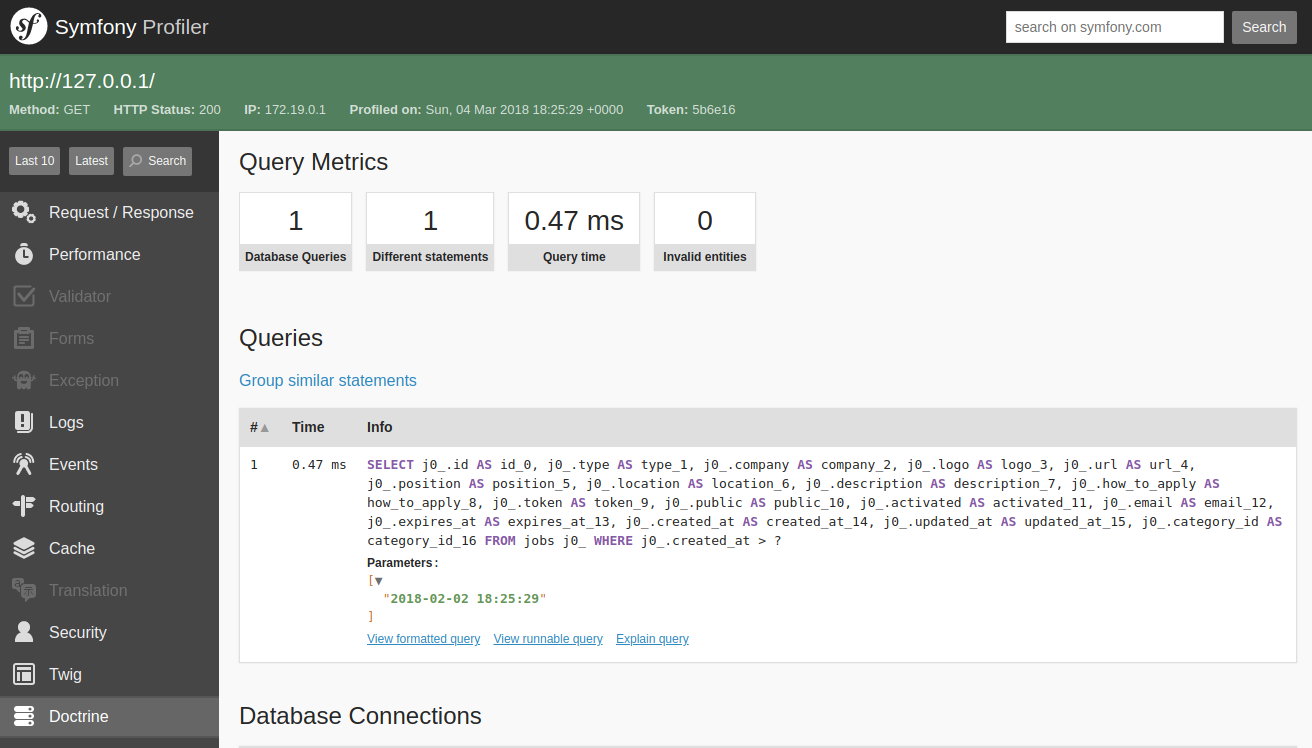 Symfony Profiler
search on symfony.com
Search
http://127.0.0.1/
Method: GET HTTP Status: 200 IP: 172.19.0.1 Profiled on: Sun, 04 Mar 2018 18:25:29 +0000 Token: 5b6e16
Last 10 Latest Search
Request / Response
Performance
Validator
Forms
Exception
Logs
Events
Routing
Cache
Translation
Security
Twig
Doctrine
Query Metrics
1
Database Queries
1
Different statements
0.47 ms
Query time
0
Invalid entities
Queries
Group similar statements
#▲ Time Info
1 0.47 ms SELECT j0_.id AS id_0, j0_.type AS type_1, j0_.company AS company_2, j0_.logo AS logo_3, j0_.url AS url_4,
j0_.position AS position_5, j0_.location AS location_6, j0_.description AS description_7, j0_.how_to_apply AS
how_to_apply_8, j0_.token AS token_9, j0_.public AS public_10, j0_.activated AS activated_11, j0_.email AS email_12,
j0_.expires_at AS expires_at_13, j0_.created_at AS created_at_14, j0_.updated_at AS updated_at_15, j0_.category_id AS
category_id_16 FROM jobs j0_ WHERE j0_.created_at > ?
Parameters:
[▼
"2018-02-02 18:25:29"
]
View formatted query View runnable query Explain query
Database Connections